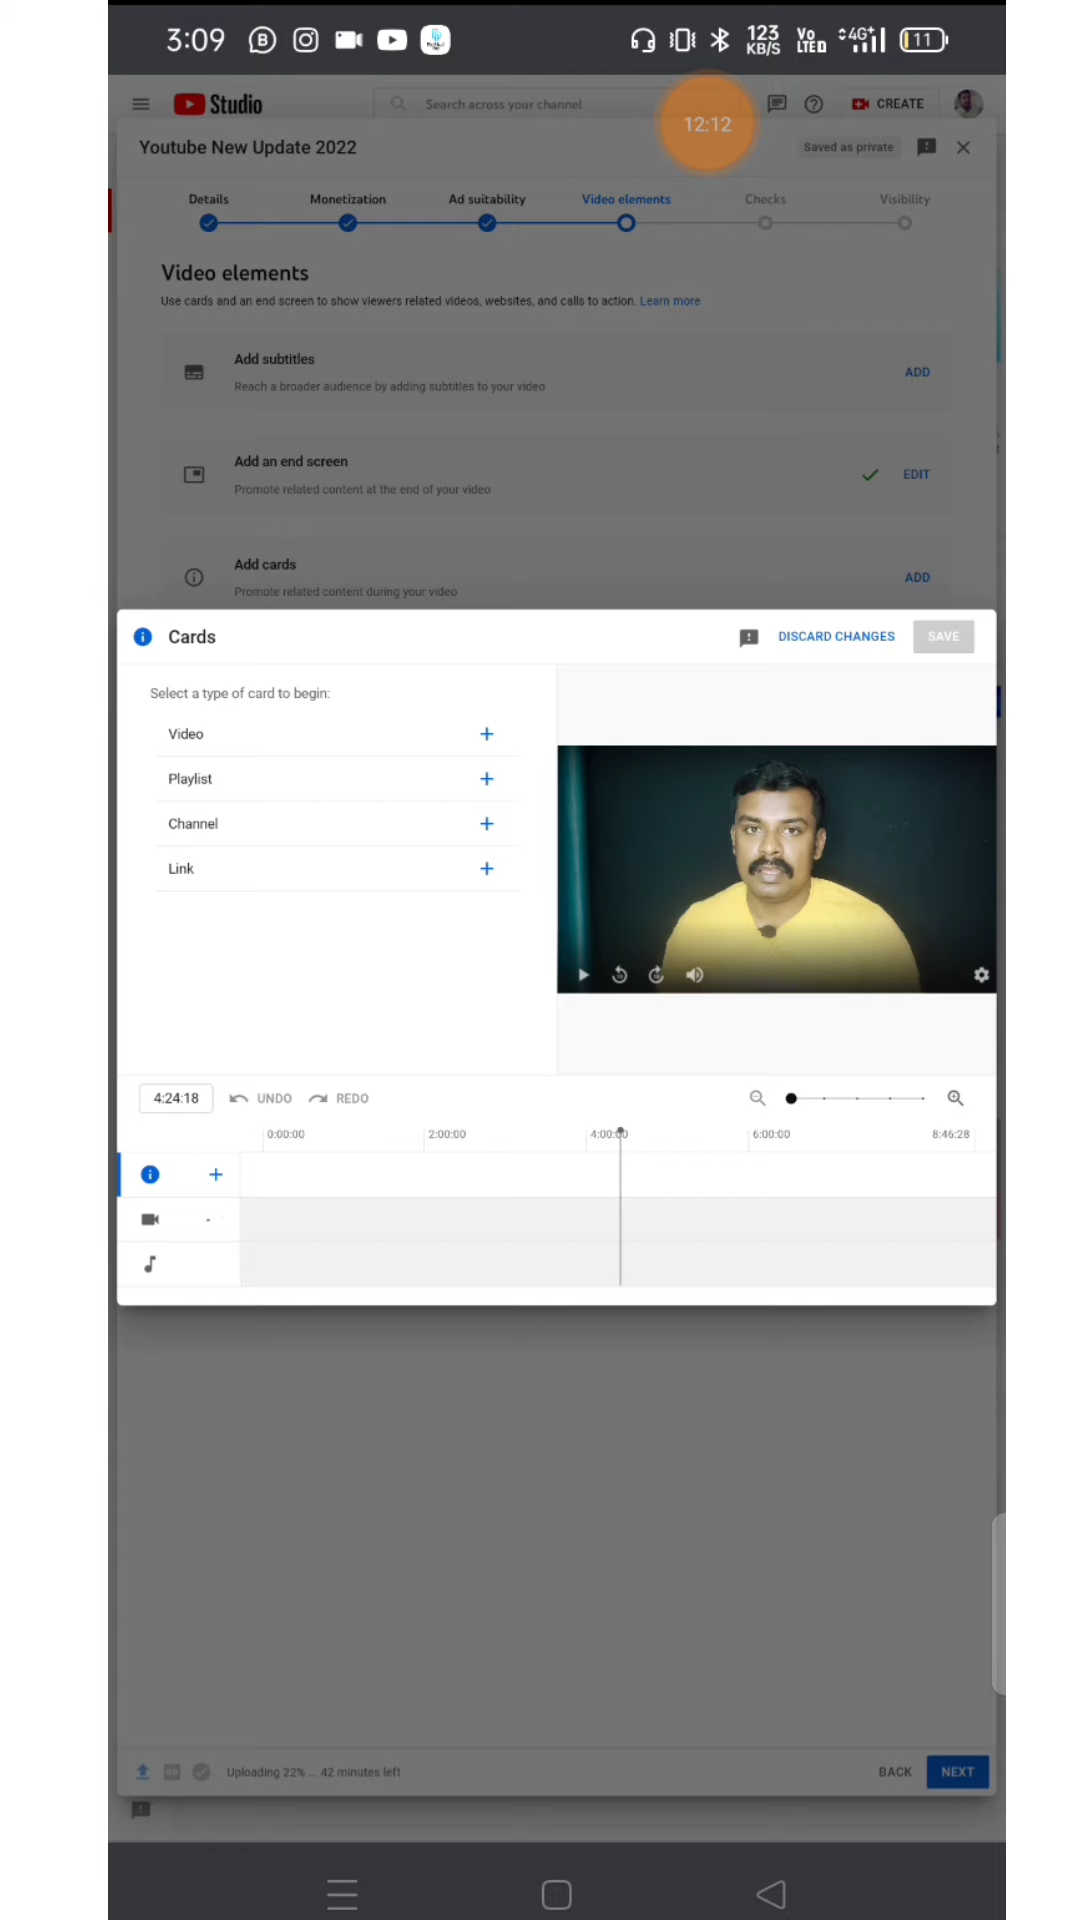 3:09
123 KB/S
Vo LTED
4G+
11
Studio
Search across your channel
12:12
CREATE
Youtube New Update 2022
Saved as private
Details
Monetization
Ad suitability
Video elements
Checks
Visibility
Video elements
Use cards and an end screen to show viewers related videos, websites, and calls to action. Learn more
Add subtitles
Reach a broader audience by adding subtitles to your video
ADD
Add an end screen
Promote related content at the end of your video
EDIT
Add cards
Promote related content during your video
ADD
Cards
DISCARD CHANGES
SAVE
Select a type of card to begin:
Video
Playlist
Channel
Link
4:24:18
UNDO
REDO
0:00:00
2:00:00
4:00:00
6:00:00
8:46:28
Uploading 22% ... 42 minutes left
BACK
NEXT